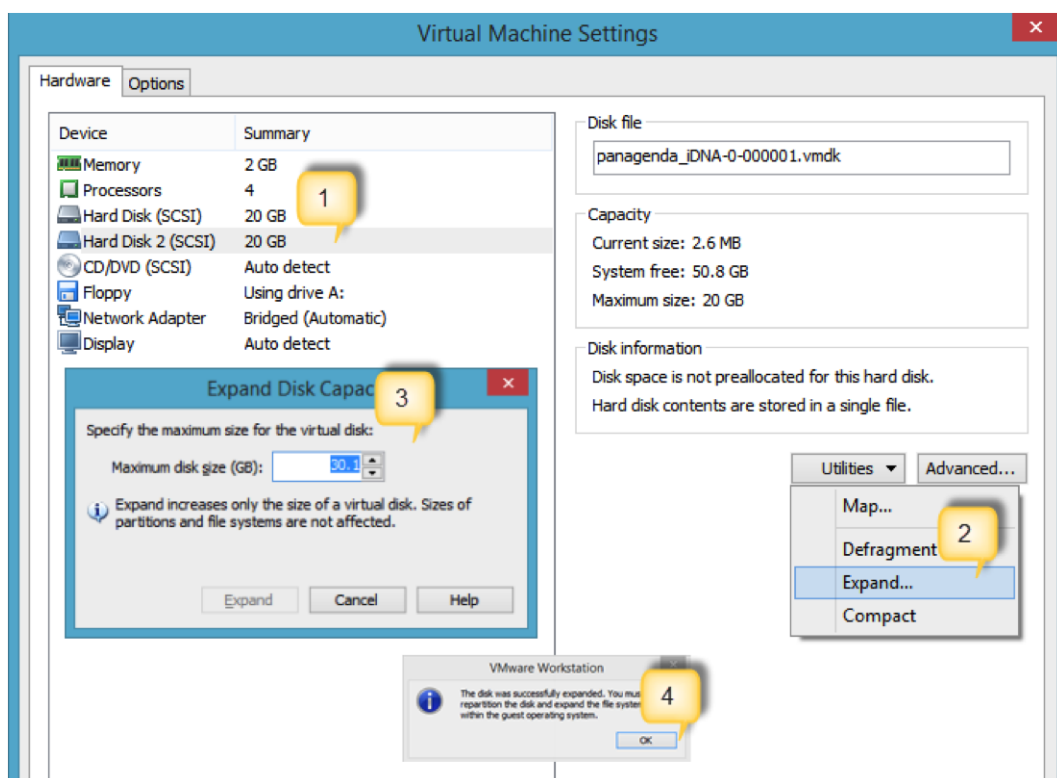 Virtual Machine Settings
Hardware
Options
Device Summary
Memory 2 GB
Processors 4
1
Hard Disk (SCSI) 20 GB
Hard Disk 2 (SCSI) 20 GB
CD/DVD (SCSI) Auto detect
Floppy Using drive A:
Network Adapter Bridged (Automatic)
Display Auto detect
Disk file
panagenda_iDNA-0-000001.vmdk
Capacity
Current size: 2.6 MB
System free: 50.8 GB
Maximum size: 20 GB
Disk information
Disk space is not preallocated for this hard disk.
Hard disk contents are stored in a single file.
Utilities
Advanced...
Map...
Defragment
2
Expand...
Compact
Expand Disk Capac
3
Specify the maximum size for the virtual disk:
Maximum disk size (GB): 30.1
Expand increases only the size of a virtual disk. Sizes of
partitions and file systems are not affected.
Expand
Cancel
Help
VMware Workstation
The disk was successfully expanded. You mus
repartition the disk and expand the file system
within the guest operating system.
4
OK